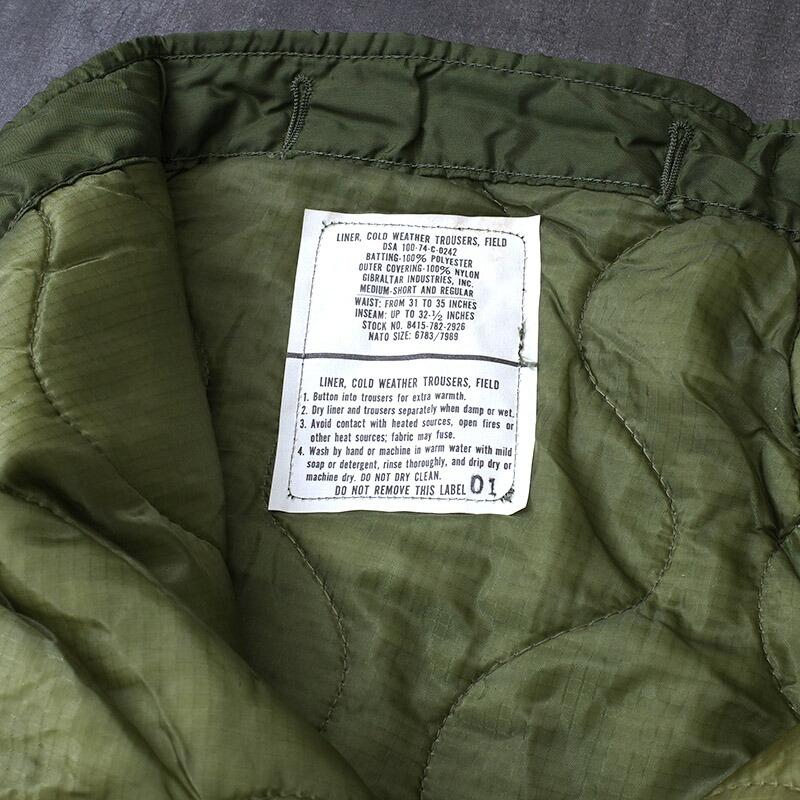 LINER, COLD WEATHER TROUSERS, FIELD
DSA 100-74-C-0242
BATTING-100% POLYESTER
OUTER COVERING-100% NYLON
GIBRALTAR INDUSTRIES, INC.
MEDIUM-SHORT AND REGULAR
WAIST: FROM 31 TO 35 INCHES
INSEAM: UP TO 32-½ INCHES
STOCK NO. 8415-782-2926
NATO SIZE: 6783/7989
LINER, COLD WEATHER TROUSERS, FIELD
1. Button into trousers for extra warmth.
2. Dry liner and trousers separately when damp or wet.
3. Avoid contact with heated sources, open fires or
other heat sources; fabric may fuse.
4. Wash by hand or machine in warm water with mild
soap or detergent, rinse thoroughly, and drip dry or
machine dry. DO NOT DRY CLEAN.
DO NOT REMOVE THIS LABEL 01